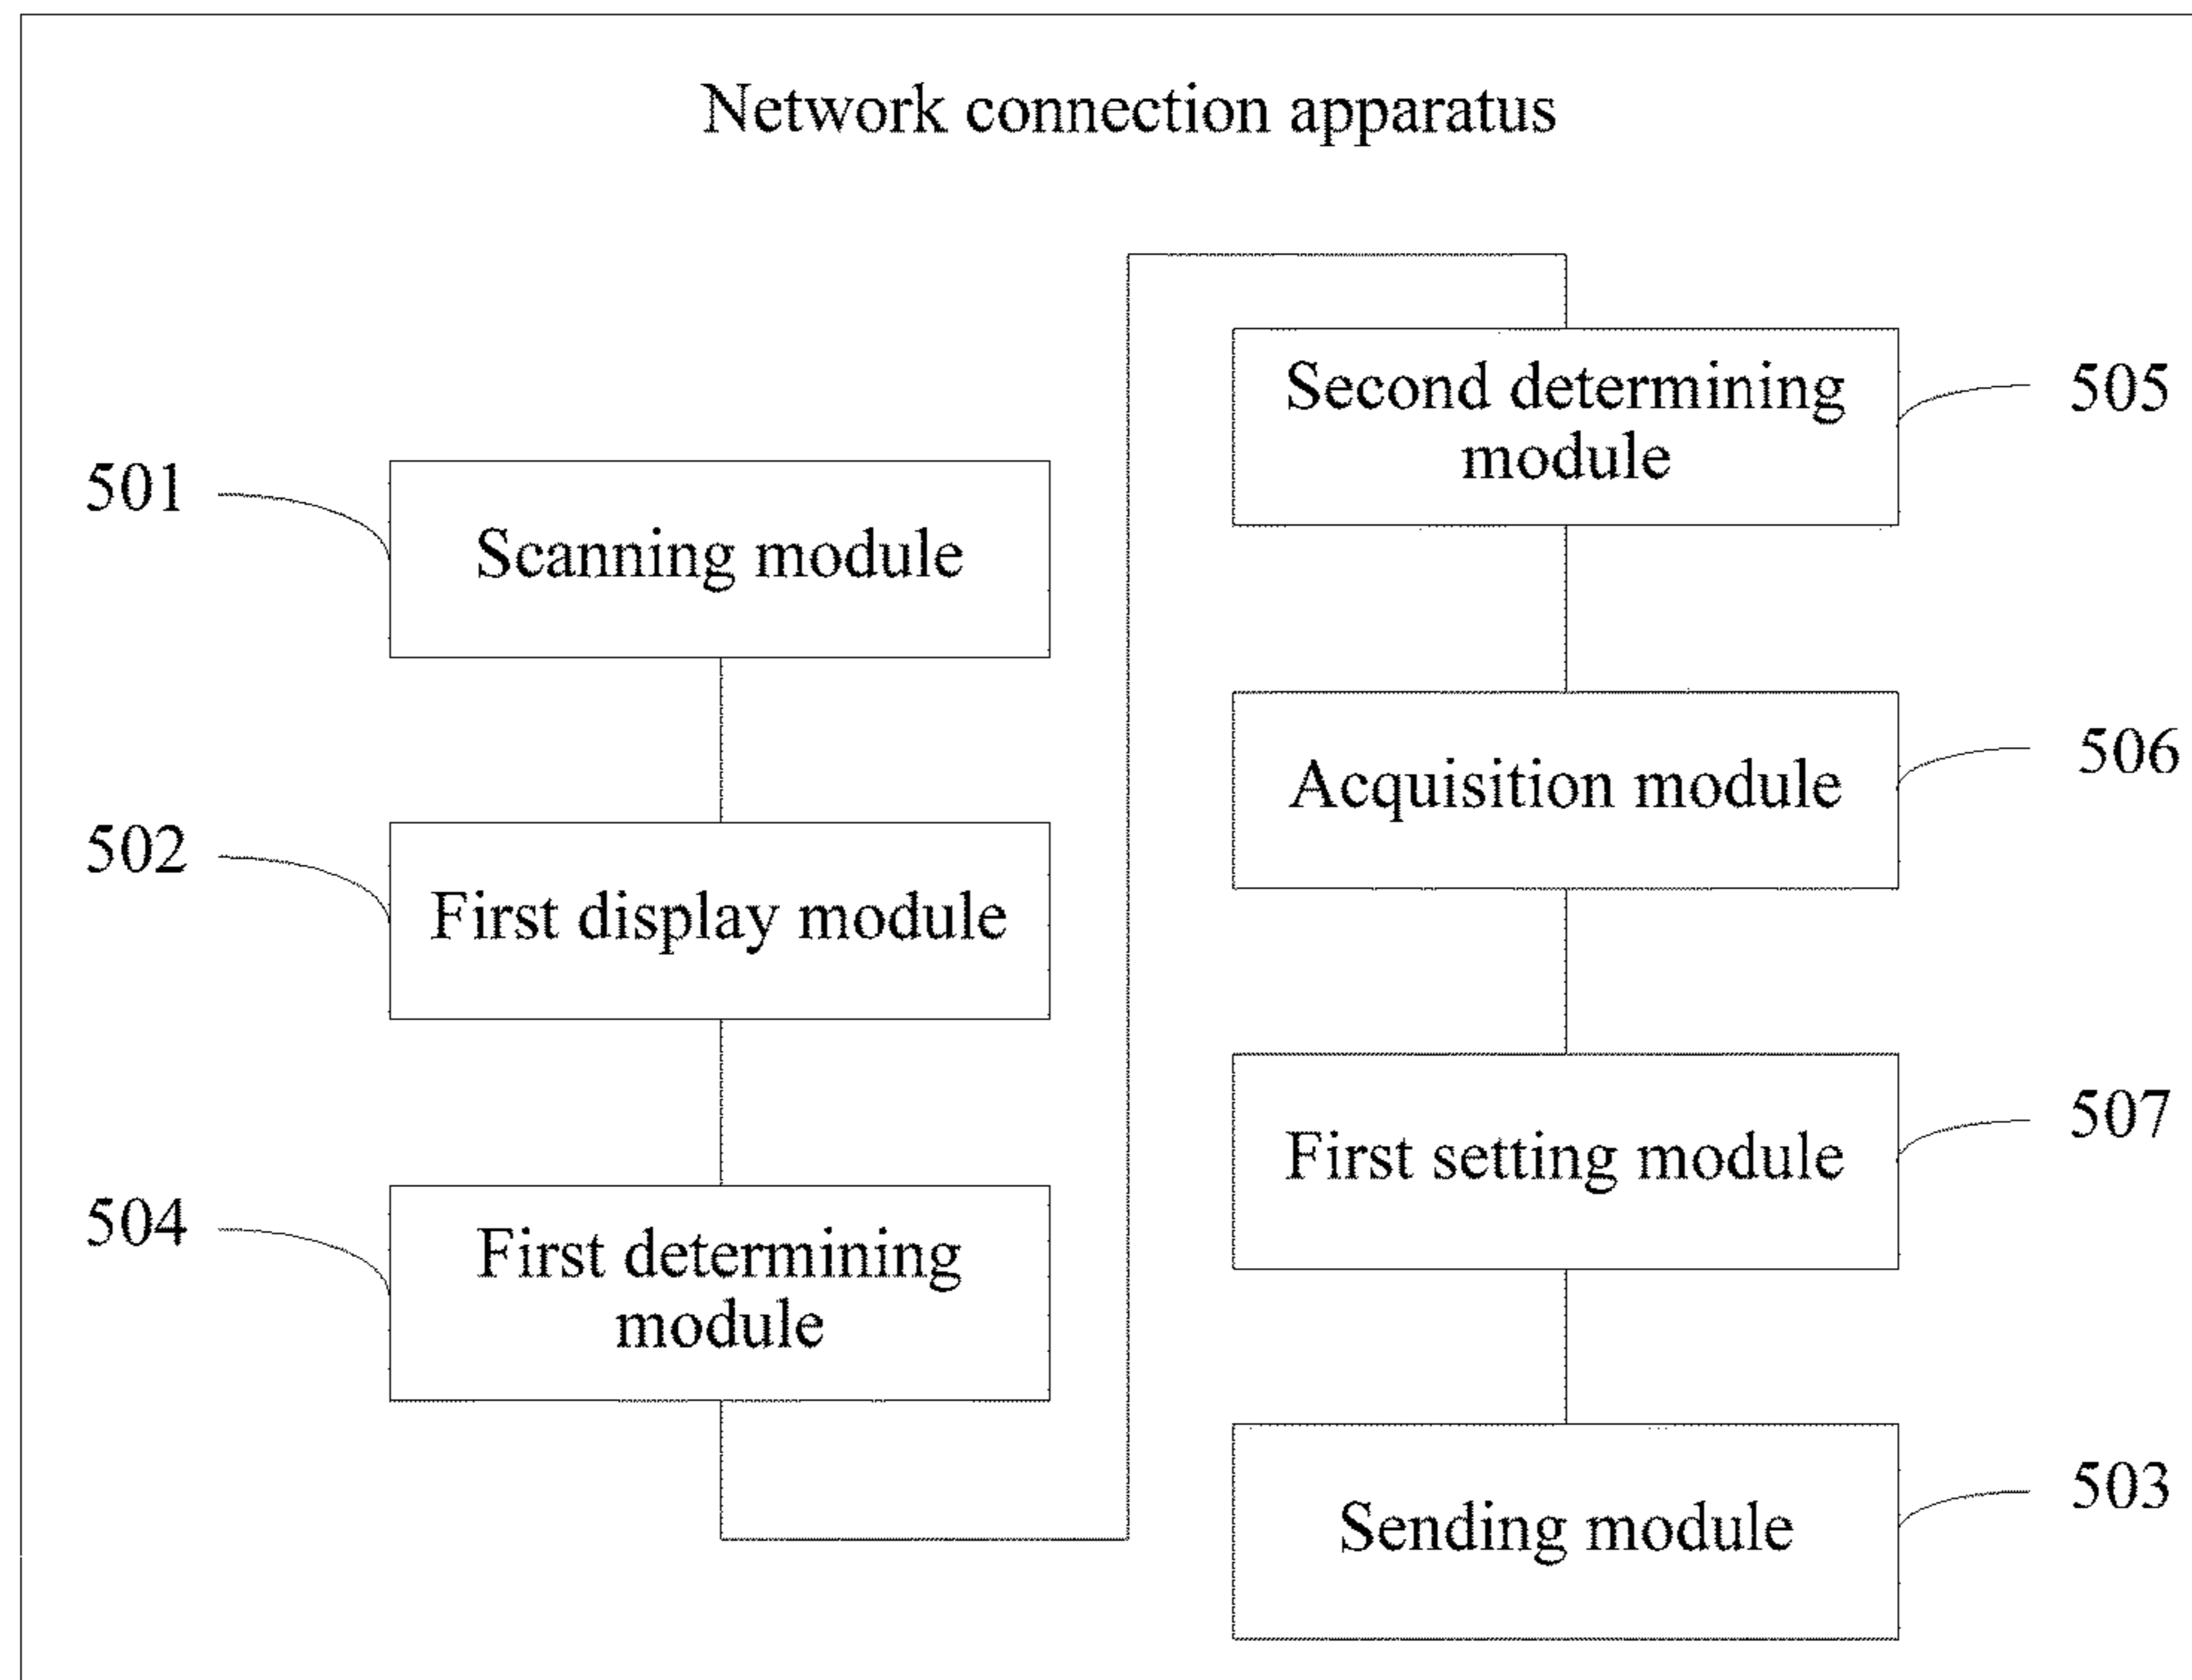 Network connection apparatus
501
Scanning module
502
First display module
504
First determining
module
Second determining
module
505
Acquisition module
506
First setting module
507
Sending module
503